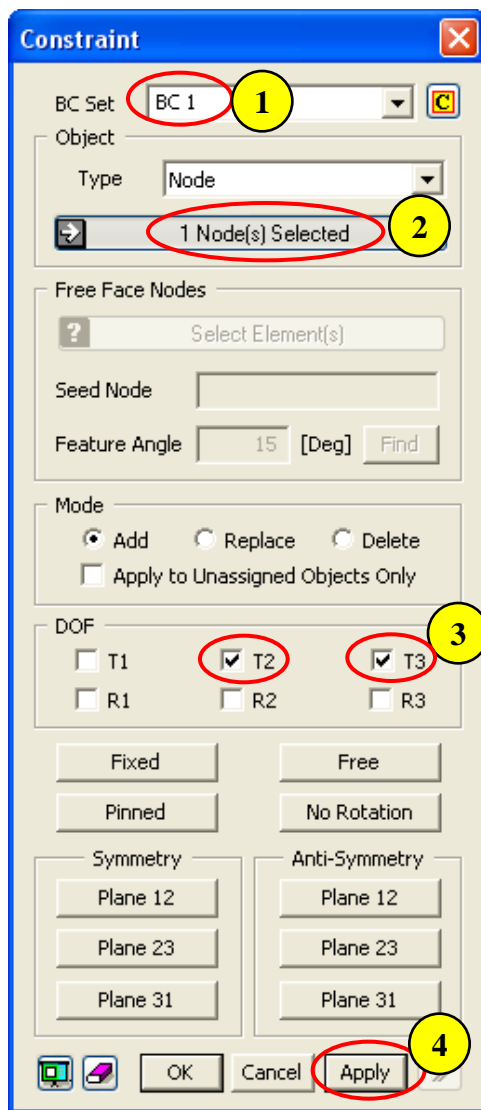 Constraint
BC Set BC 1 1 C
Object
Type Node
1 Node(s) Selected 2
Free Face Nodes
? Select Element(s)
Seed Node
Feature Angle 15 [Deg] Find
Mode
Add Replace Delete
Apply to Unassigned Objects Only
DOF 3
T1 T2 T3
R1 R2 R3
Fixed Free
Pinned No Rotation
Symmetry Anti-Symmetry
Plane 12 Plane 12
Plane 23 Plane 23
Plane 31 Plane 31
4
OK Cancel Apply »